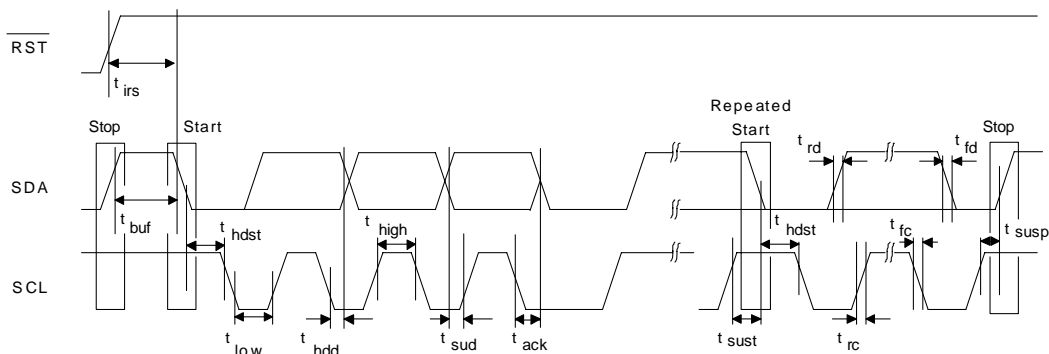 RST
t irs
Repeated
Stop
Start
Start
Stop
t rd
t fd
SDA
t buf
t hdst
t high
t hdst
t fc
t susp
SCL
t low
t hdd
t sud
t ack
t sust
t rc